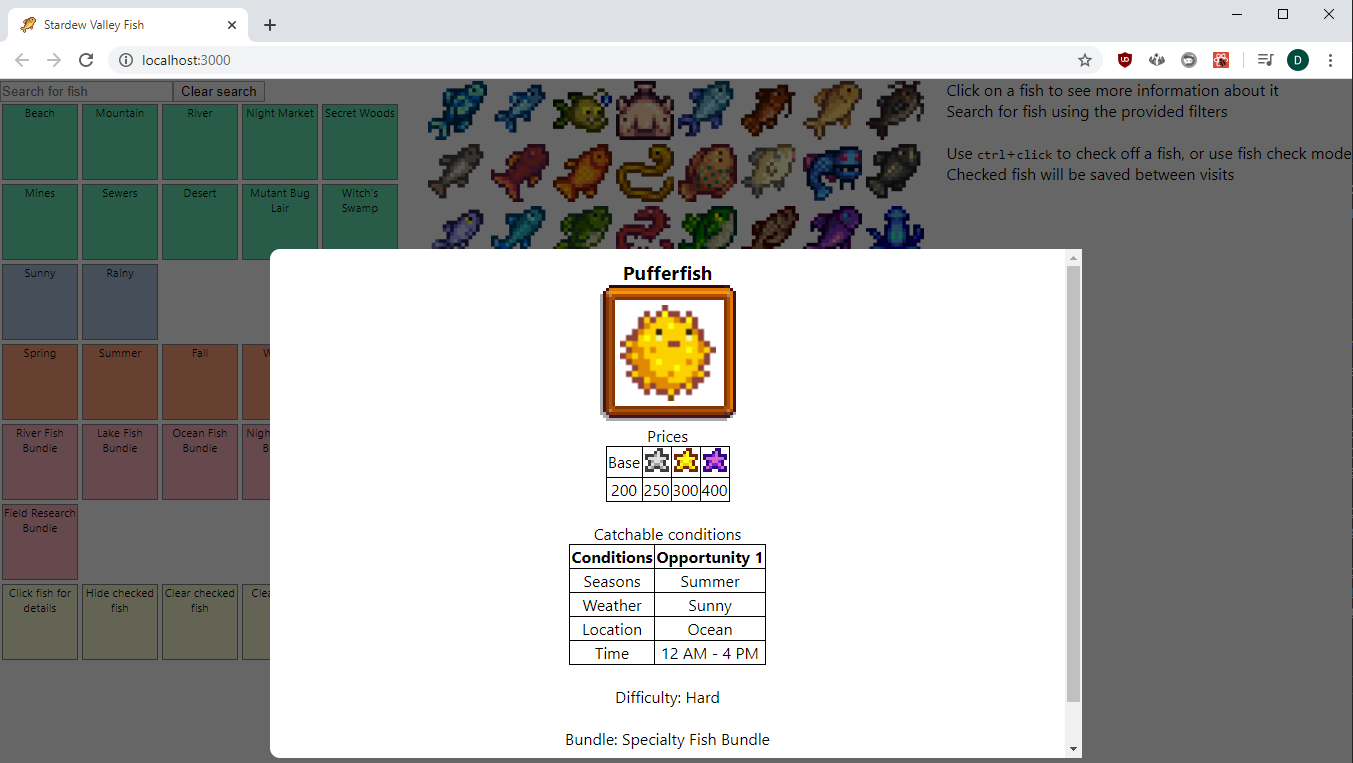 Stardew Valley Fish
localhost:3000
D
Search for fish
Clear search
Beach Mountain River Night Market Secret Woods
Mines Sewers Desert Mutant Bug Lair Witch's Swamp
Sunny Rainy
Spring Summer Fall W
River Fish Bundle Lake Fish Bundle Ocean Fish Bundle Nigh B
Field Research Bundle
Click fish for details Hide checked fish Clear checked fish Clea
Click on a fish to see more information about it
Search for fish using the provided filters
Use ctrl+click to check off a fish, or use fish check mode
Checked fish will be saved between visits
Pufferfish
Prices
Base
200 250 300 400
Catchable conditions
Conditions Opportunity 1
Seasons Summer
Weather Sunny
Location Ocean
Time 12 AM - 4 PM
Difficulty: Hard
Bundle: Specialty Fish Bundle